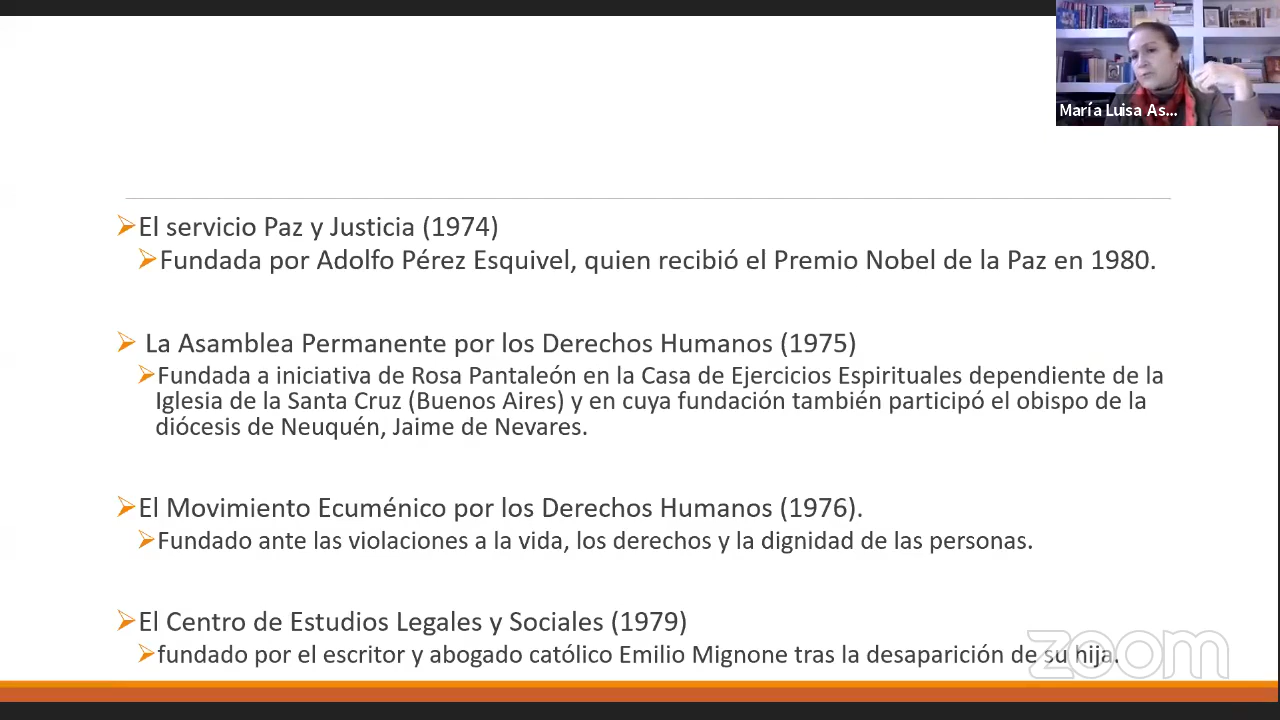 María Luisa As...
El servicio Paz y Justicia (1974)
Fundada por Adolfo Pérez Esquivel, quien recibió el Premio Nobel de la Paz en 1980.
La Asamblea Permanente por los Derechos Humanos (1975)
Fundada a iniciativa de Rosa Pantaleón en la Casa de Ejercicios Espirituales dependiente de la
Iglesia de la Santa Cruz (Buenos Aires) y en cuya fundación también participó el obispo de la
diócesis de Neuquén, Jaime de Nevares.
El Movimiento Ecuménico por los Derechos Humanos (1976).
Fundado ante las violaciones a la vida, los derechos y la dignidad de las personas.
El Centro de Estudios Legales y Sociales (1979)
fundado por el escritor y abogado católico Emilio Mignone tras la desaparición de su hija.
zoom